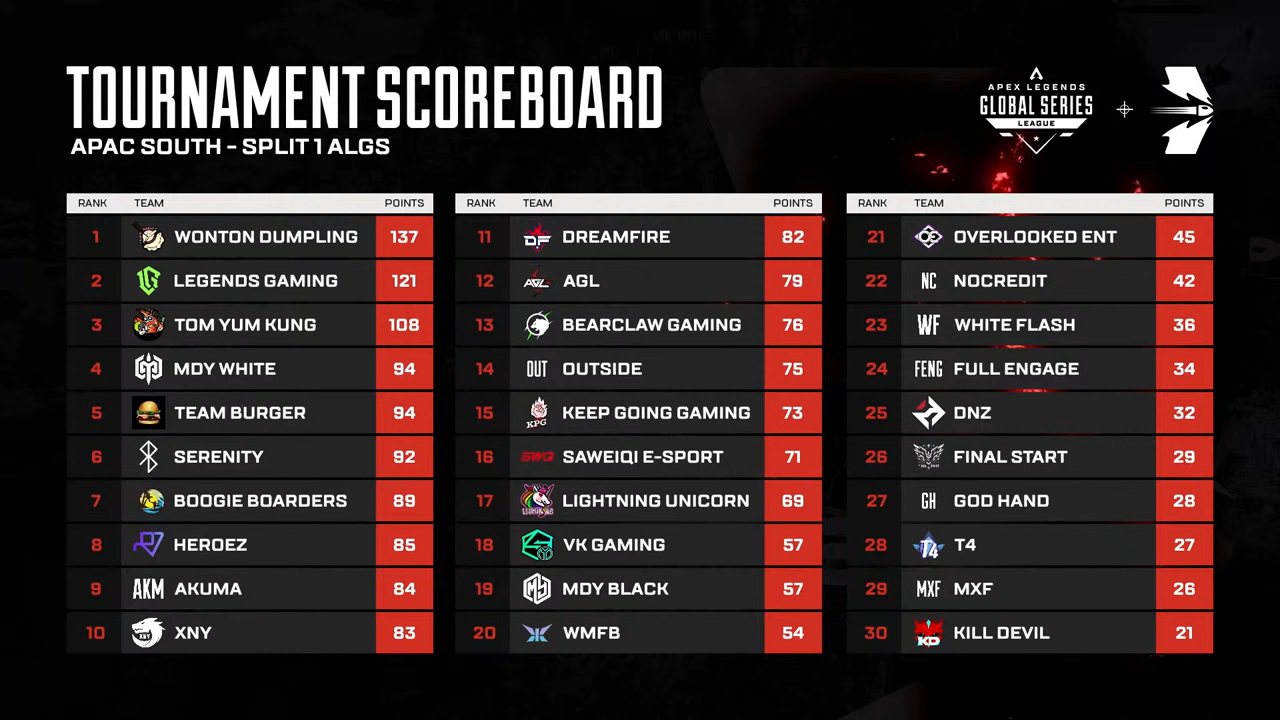 TOURNAMENT SCOREBOARD
APAC SOUTH - SPLIT 1 ALGS
APEX LEGENDS
GLOBAL SERIES
LEAGUE
RANK TEAM POINTS
1 WONTON DUMPLING 137
2 LEGENDS GAMING 121
3 TOM YUM KUNG 108
4 MDY WHITE 94
5 TEAM BURGER 94
6 SERENITY 92
7 BOOGIE BOARDERS 89
8 HEROEZ 85
9 AKM AKUMA 84
10 XNY XNY 83
RANK TEAM POINTS
11 DF DREAMFIRE 82
12 AGL AGL 79
13 BEARCLAW GAMING 76
14 OUT OUTSIDE 75
15 KPG KEEP GOING GAMING 73
16 SWQ SAWEIQI E-SPORT 71
17 LIGHTNING UNICORN 69
18 VK GAMING 57
19 MDY BLACK 57
20 WMFB 54
RANK TEAM POINTS
21 OVERLOOKED ENT 45
22 NC NOCREDIT 42
23 WF WHITE FLASH 36
24 FENG FULL ENGAGE 34
25 DNZ 32
26 FINAL START 29
27 GH GOD HAND 28
28 T4 T4 27
29 MXF MXF 26
30 KD KILL DEVIL 21